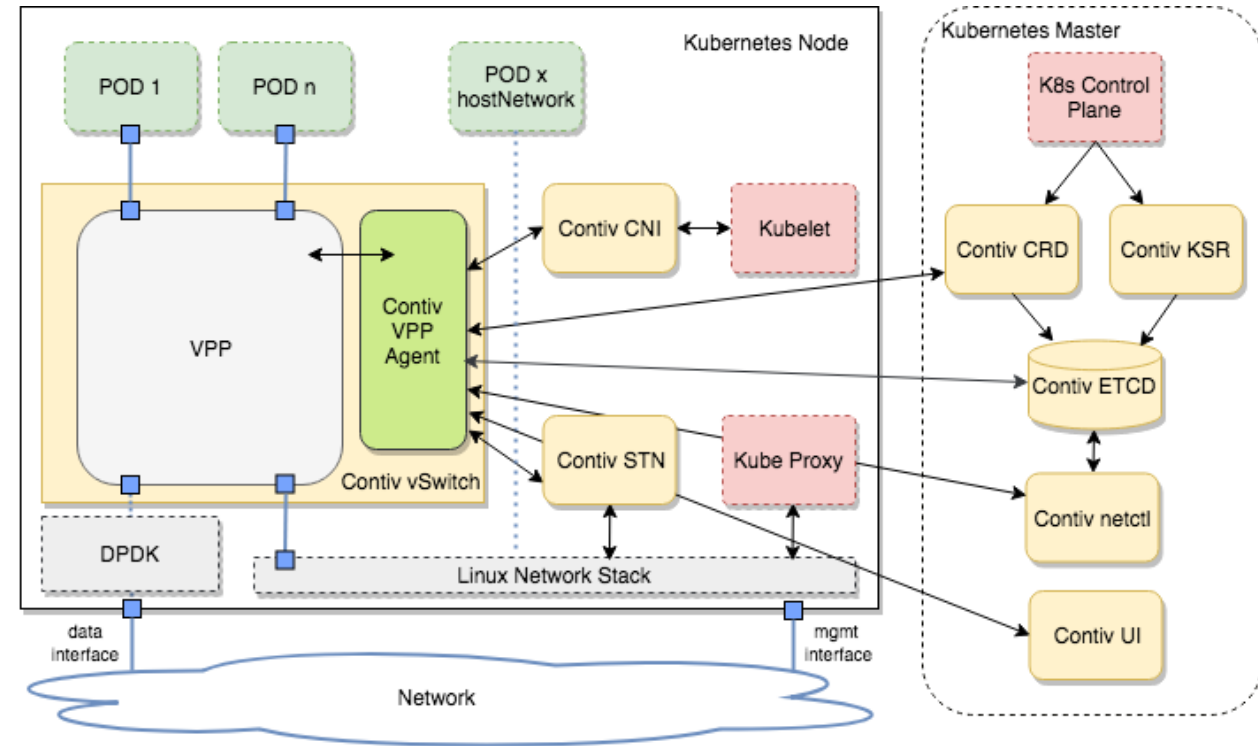 Kubernetes Node
POD 1
POD n
POD x
hostNetwork
VPP
Contiv
VPP
Agent
Contiv vSwitch
Contiv CNI
Kubelet
Contiv STN
Kube Proxy
DPDK
Linux Network Stack
data
interface
mgmt
interface
Network
Kubernetes Master
K8s Control
Plane
Contiv CRD
Contiv KSR
Contiv ETCD
Contiv netctl
Contiv UI